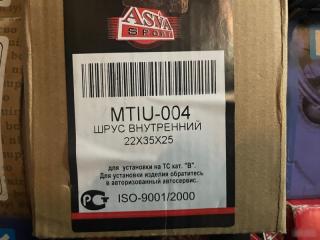 ASVA
SPORT
MTIU-004
ШРУС ВНУТРЕННИЙ
22X35X25
для установки на ТС кат. "В".
Для установки изделия обратитесь
в авторизованный автосервис.
РСТ ISO-9001/2000